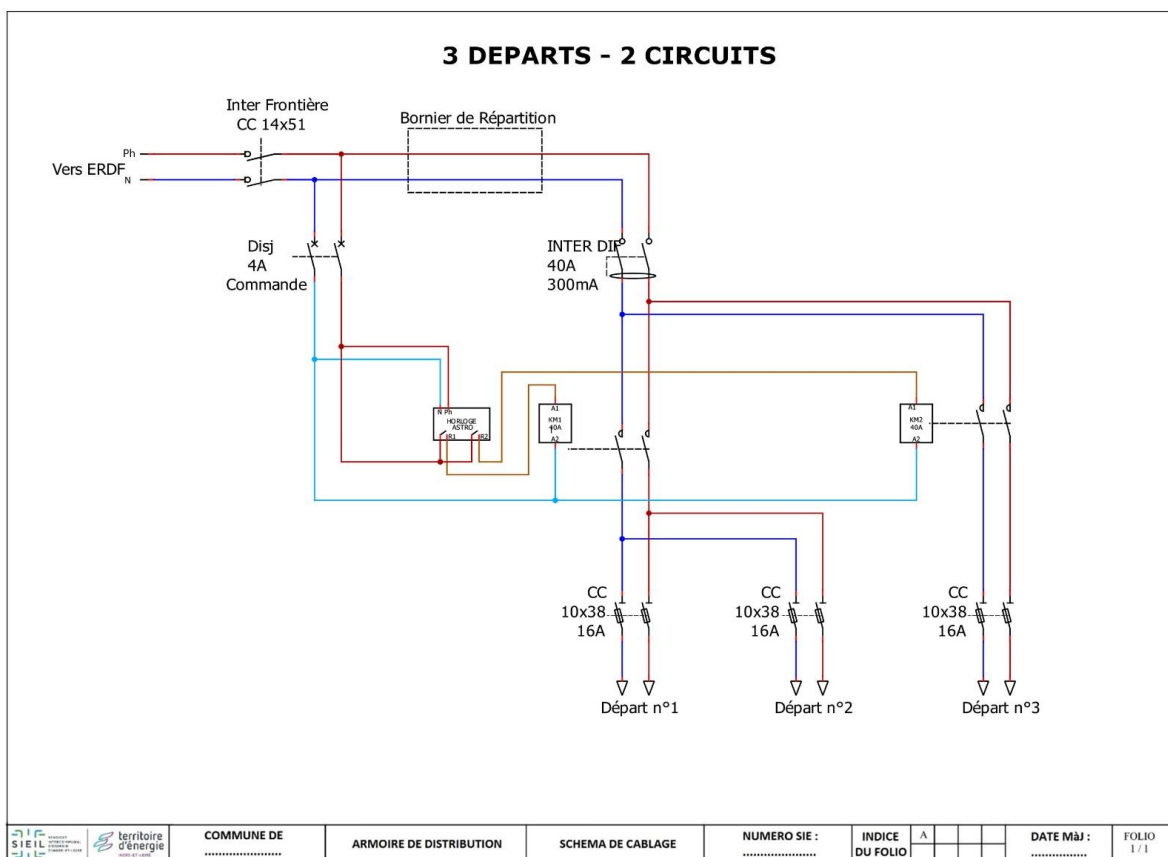 3 DEPARTS - 2 CIRCUITS
Inter Frontière
CC 14x51
Bornier de Répartition
Ph
Vers ERDF
N
Disj
4A
Commande
INTER DIF
40A
300mA
N Ph
HORLOGE
ASTRO
R1
R2
A1
KM1
40A
A2
A1
KM2
40A
A2
CC
10x38
16A
CC
10x38
16A
CC
10x38
16A
Départ n°1
Départ n°2
Départ n°3
SIEIL
territoire
d'énergie
INDRE-ET-LOIRE
COMMUNE DE
....................
ARMOIRE DE DISTRIBUTION
SCHEMA DE CABLAGE
NUMERO SIE :
....................
INDICE
DU FOLIO
A
DATE MàJ :
...............
FOLIO
1 / 1